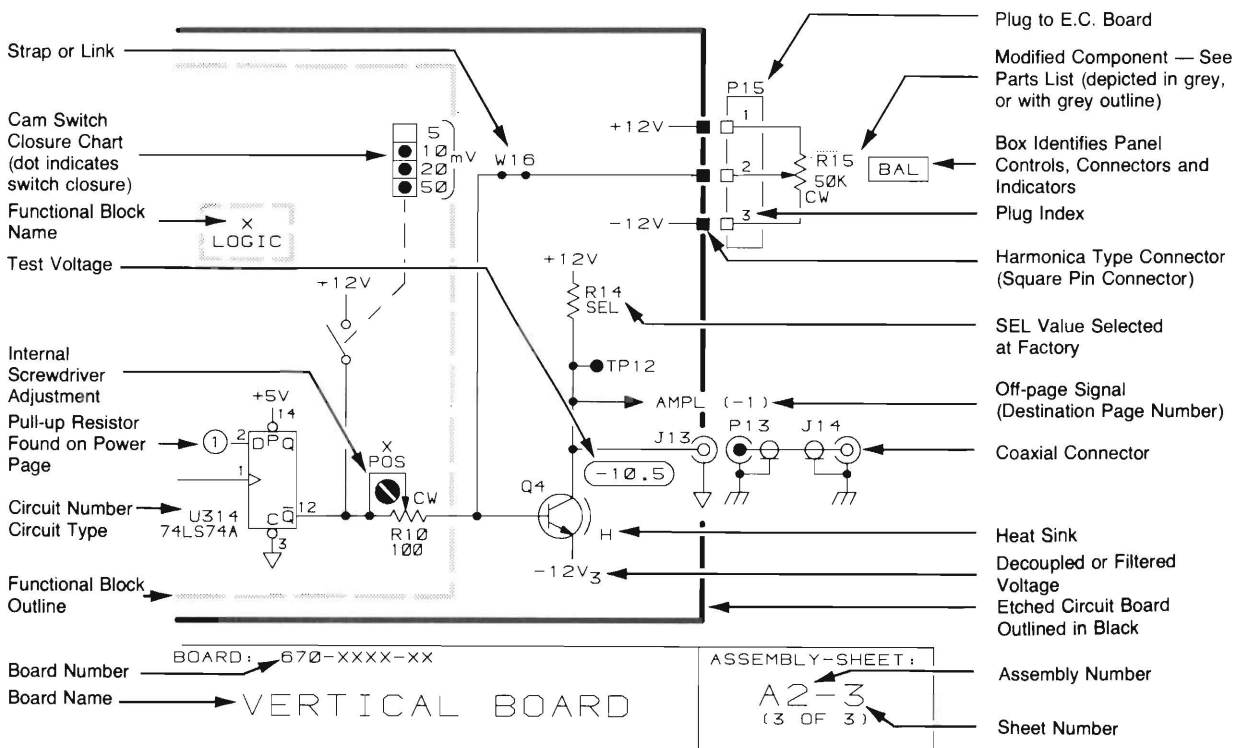 Strap or Link
Cam Switch
Closure Chart
(dot indicates
switch closure)
Functional Block
Name
Test Voltage
Internal
Screwdriver
Adjustment
Pull-up Resistor
Found on Power
Page
Circuit Number
Circuit Type
Functional Block
Outline
Board Number
Board Name
5
10
20
50
mV
X
LOGIC
+12V
+5V
14
1
2
D P Q
1
C Q̅
12
3
U314
74LS74A
X
POS
CW
R10
100
W16
+12V
-12V
P15
1
2
3
R15
50K
CW
BAL
+12V
R14
SEL
TP12
AMPL (-1)
J13
P13
J14
-10.5
Q4
H
-12V3
BOARD: 670-XXXX-XX
VERTICAL BOARD
ASSEMBLY-SHEET:
A2-3
(3 OF 3)
Plug to E.C. Board
Modified Component — See
Parts List (depicted in grey,
or with grey outline)
Box Identifies Panel
Controls, Connectors and
Indicators
Plug Index
Harmonica Type Connector
(Square Pin Connector)
SEL Value Selected
at Factory
Off-page Signal
(Destination Page Number)
Coaxial Connector
Heat Sink
Decoupled or Filtered
Voltage
Etched Circuit Board
Outlined in Black
Assembly Number
Sheet Number